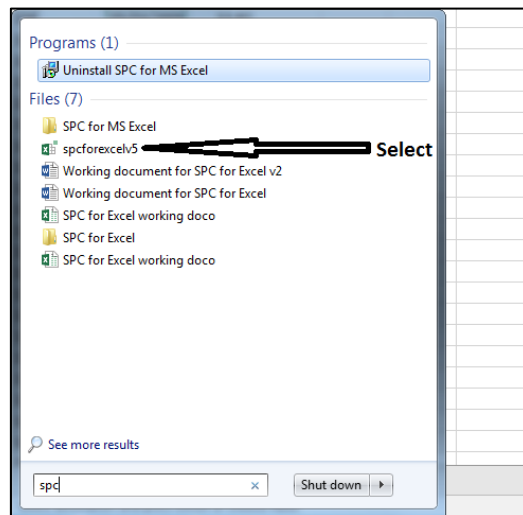 Programs (1)
Uninstall SPC for MS Excel
Files (7)
SPC for MS Excel
spcforexcelv5 Select
Working document for SPC for Excel v2
Working document for SPC for Excel
SPC for Excel working doco
SPC for Excel
SPC for Excel working doco
See more results
spc
Shut down